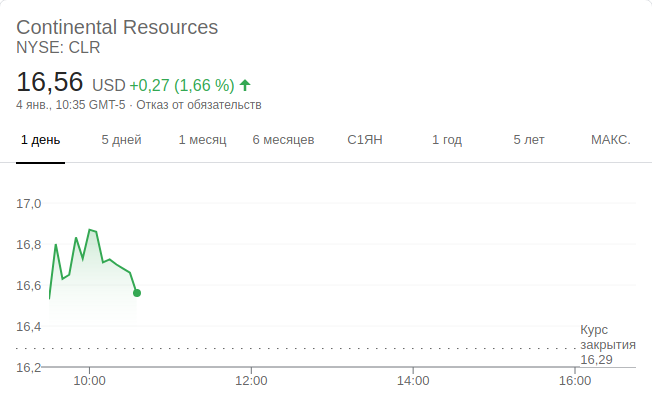 Continental Resources
NYSE: CLR
16,56 USD +0,27 (1,66 %)
4 янв., 10:35 GMT-5 · Отказ от обязательств
1 день 5 дней 1 месяц 6 месяцев С1ЯН 1 год 5 лет МАКС.
17,0
16,8
16,6
16,4
Курс
закрытия
16,29
16,2
10:00 12:00 14:00 16:00